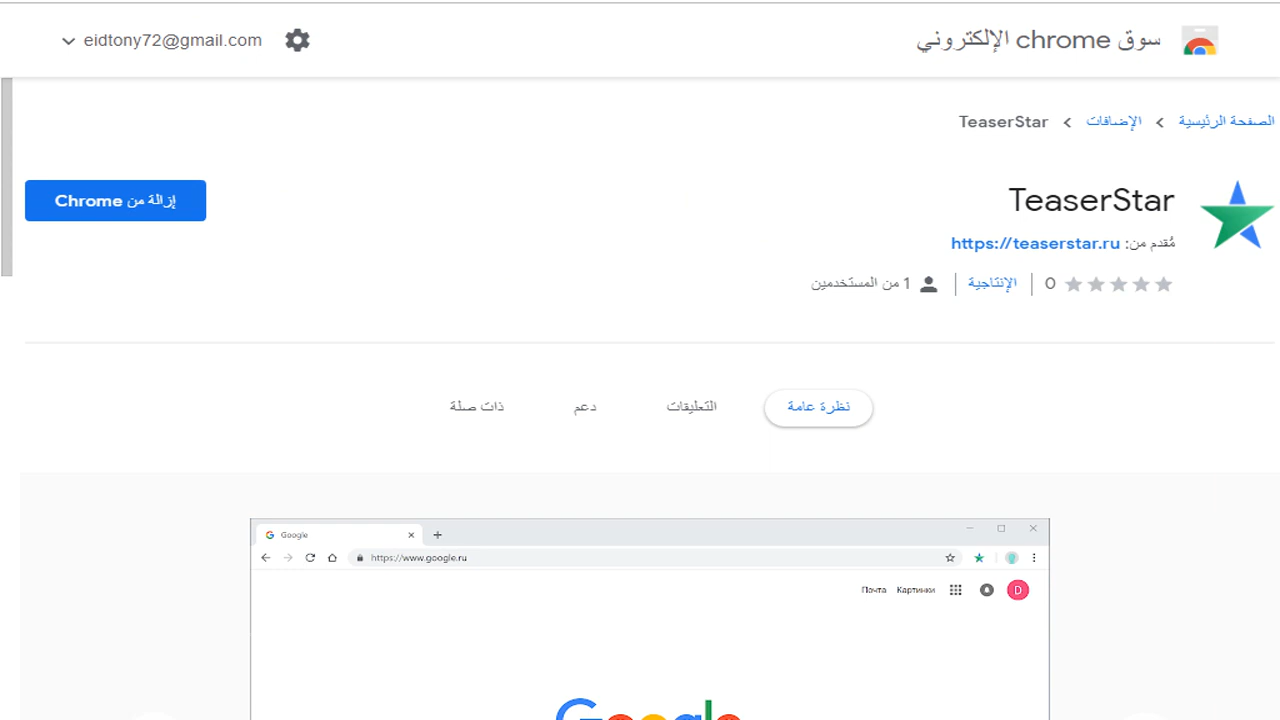 سوق chrome الإلكتروني
eidtony72@gmail.com
الصفحة الرئيسية
الإضافات
TeaserStar
TeaserStar
إزالة من Chrome
مُقدم من: https://teaserstar.ru
0
الإنتاجية
1 من المستخدمين
نظرة عامة
التعليقات
دعم
ذات صلة
Google
https://www.google.ru
Почта Картинки
D
Google